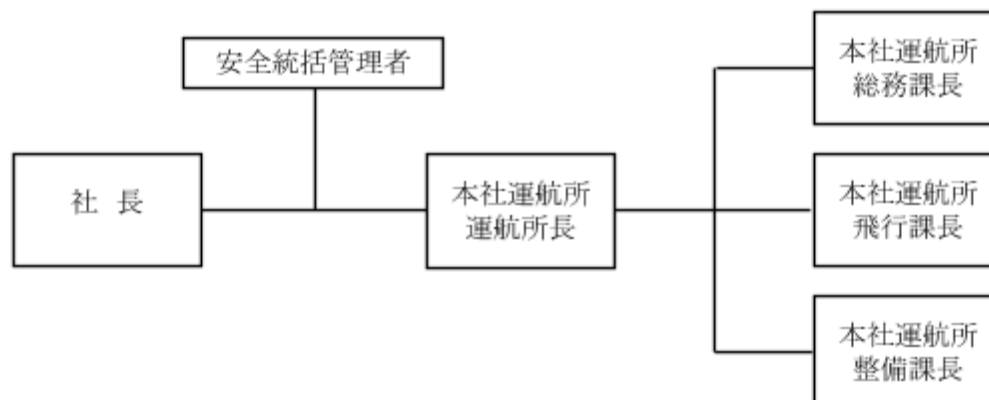 安全統括管理者
社 長
本社運航所
運航所長
本社運航所
総務課長
本社運航所
飛行課長
本社運航所
整備課長